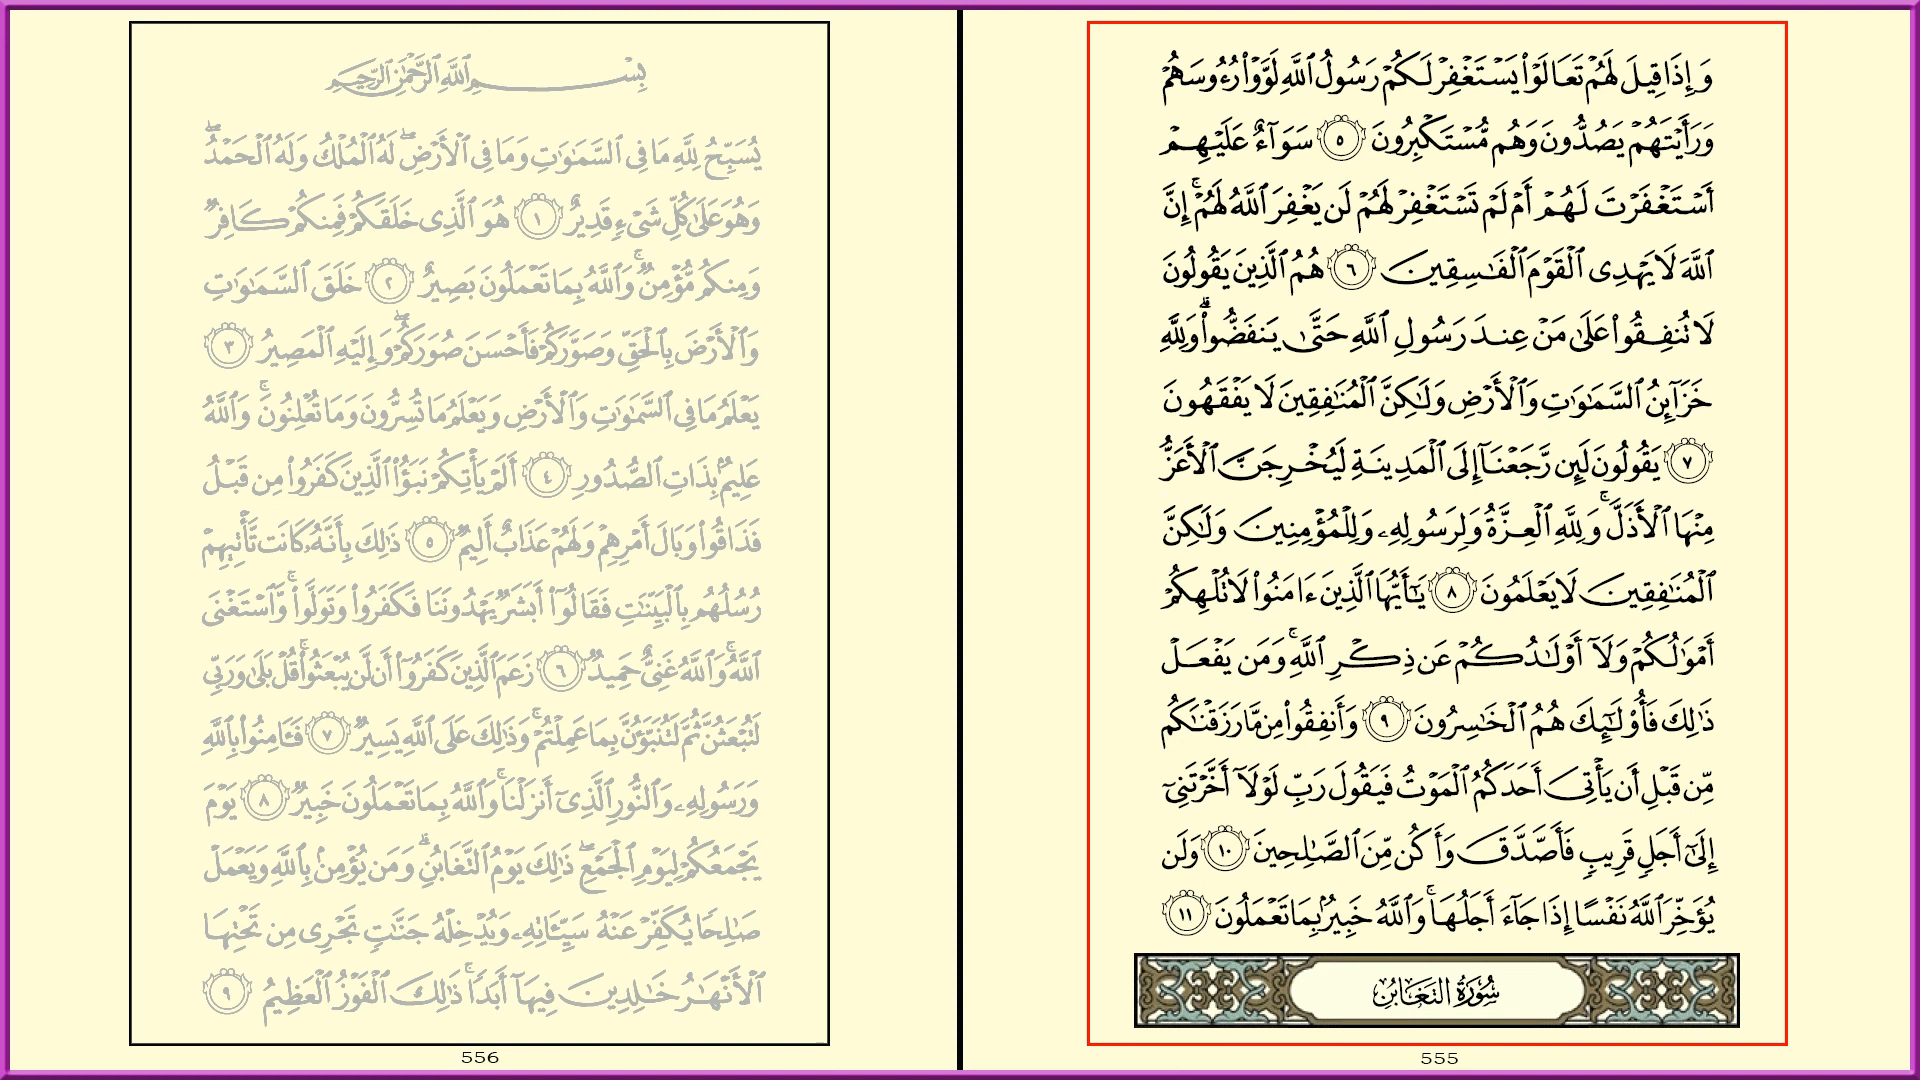 وَإِذَا قِيلَ لَهُمْ تَعَالَوْا۟ يَسْتَغْفِرْ لَكُمْ رَسُولُ ٱللَّهِ لَوَّوْا۟ رُءُوسَهُمْ
وَرَأَيْتَهُمْ يَصُدُّونَ وَهُم مُّسْتَكْبِرُونَ ٥ سَوَآءٌ عَلَيْهِمْ
أَسْتَغْفَرْتَ لَهُمْ أَمْ لَمْ تَسْتَغْفِرْ لَهُمْ لَن يَغْفِرَ ٱللَّهُ لَهُمْ ۚ إِنَّ
ٱللَّهَ لَا يَهْدِى ٱلْقَوْمَ ٱلْفَـٰسِقِينَ ٦ هُمُ ٱلَّذِينَ يَقُولُونَ
لَا تُنفِقُوا۟ عَلَىٰ مَنْ عِندَ رَسُولِ ٱللَّهِ حَتَّىٰ يَنفَضُّوا۟ ۗ وَلِلَّهِ
خَزَآئِنُ ٱلسَّمَـٰوَٰتِ وَٱلْأَرْضِ وَلَـٰكِنَّ ٱلْمُنَـٰفِقِينَ لَا يَفْقَهُونَ
٧ يَقُولُونَ لَئِن رَّجَعْنَآ إِلَى ٱلْمَدِينَةِ لَيُخْرِجَنَّ ٱلْأَعَزُّ
مِنْهَا ٱلْأَذَلَّ ۚ وَلِلَّهِ ٱلْعِزَّةُ وَلِرَسُولِهِۦ وَلِلْمُؤْمِنِينَ وَلَـٰكِنَّ
ٱلْمُنَـٰفِقِينَ لَا يَعْلَمُونَ ٨ يَـٰٓأَيُّهَا ٱلَّذِينَ ءَامَنُوا۟ لَا تُلْهِكُمْ
أَمْوَٰلُكُمْ وَلَآ أَوْلَـٰدُكُمْ عَن ذِكْرِ ٱللَّهِ ۚ وَمَن يَفْعَلْ
ذَٰلِكَ فَأُو۟لَـٰٓئِكَ هُمُ ٱلْخَـٰسِرُونَ ٩ وَأَنفِقُوا۟ مِن مَّا رَزَقْنَـٰكُم
مِّن قَبْلِ أَن يَأْتِىَ أَحَدَكُمُ ٱلْمَوْتُ فَيَقُولَ رَبِّ لَوْلَآ أَخَّرْتَنِىٓ
إِلَىٰٓ أَجَلٍ قَرِيبٍ فَأَصَّدَّقَ وَأَكُن مِّنَ ٱلصَّـٰلِحِينَ ١٠ وَلَن
يُؤَخِّرَ ٱللَّهُ نَفْسًا إِذَا جَآءَ أَجَلُهَا ۚ وَٱللَّهُ خَبِيرٌۢ بِمَا تَعْمَلُونَ ١١
سُورَةُ التَّغَابُنِ
555
بِسْمِ ٱللَّهِ ٱلرَّحْمَـٰنِ ٱلرَّحِيمِ
يُسَبِّحُ لِلَّهِ مَا فِى ٱلسَّمَـٰوَٰتِ وَمَا فِى ٱلْأَرْضِ ۖ لَهُ ٱلْمُلْكُ وَلَهُ ٱلْحَمْدُ ۖ
وَهُوَ عَلَىٰ كُلِّ شَىْءٍ قَدِيرٌ ١ هُوَ ٱلَّذِى خَلَقَكُمْ فَمِنكُمْ كَافِرٌ
وَمِنكُم مُّؤْمِنٌ ۚ وَٱللَّهُ بِمَا تَعْمَلُونَ بَصِيرٌ ٢ خَلَقَ ٱلسَّمَـٰوَٰتِ
وَٱلْأَرْضَ بِٱلْحَقِّ وَصَوَّرَكُمْ فَأَحْسَنَ صُوَرَكُمْ ۖ وَإِلَيْهِ ٱلْمَصِيرُ ٣
يَعْلَمُ مَا فِى ٱلسَّمَـٰوَٰتِ وَٱلْأَرْضِ وَيَعْلَمُ مَا تُسِرُّونَ وَمَا تُعْلِنُونَ ۚ وَٱللَّهُ
عَلِيمٌۢ بِذَاتِ ٱلصُّدُورِ ٤ أَلَمْ يَأْتِكُمْ نَبَؤُا۟ ٱلَّذِينَ كَفَرُوا۟ مِن قَبْلُ
فَذَاقُوا۟ وَبَالَ أَمْرِهِمْ وَلَهُمْ عَذَابٌ أَلِيمٌ ٥ ذَٰلِكَ بِأَنَّهُۥ كَانَت تَّأْتِيهِمْ
رُسُلُهُم بِٱلْبَيِّنَـٰتِ فَقَالُوٓا۟ أَبَشَرٌ يَهْدُونَنَا فَكَفَرُوا۟ وَتَوَلَّوا۟ ۚ وَّٱسْتَغْنَى
ٱللَّهُ ۚ وَٱللَّهُ غَنِىٌّ حَمِيدٌ ٦ زَعَمَ ٱلَّذِينَ كَفَرُوٓا۟ أَن لَّن يُبْعَثُوا۟ ۚ قُلْ بَلَىٰ وَرَبِّى
لَتُبْعَثُنَّ ثُمَّ لَتُنَبَّؤُنَّ بِمَا عَمِلْتُمْ ۚ وَذَٰلِكَ عَلَى ٱللَّهِ يَسِيرٌ ٧ فَـَٔامِنُوا۟ بِٱللَّهِ
وَرَسُولِهِۦ وَٱلنُّورِ ٱلَّذِىٓ أَنزَلْنَا ۚ وَٱللَّهُ بِمَا تَعْمَلُونَ خَبِيرٌ ٨ يَوْمَ
يَجْمَعُكُمْ لِيَوْمِ ٱلْجَمْعِ ۖ ذَٰلِكَ يَوْمُ ٱلتَّغَابُنِ ۗ وَمَن يُؤْمِنۢ بِٱللَّهِ وَيَعْمَلْ
صَـٰلِحًا يُكَفِّرْ عَنْهُ سَيِّـَٔاتِهِۦ وَيُدْخِلْهُ جَنَّـٰتٍ تَجْرِى مِن تَحْتِهَا
ٱلْأَنْهَـٰرُ خَـٰلِدِينَ فِيهَآ أَبَدًا ۚ ذَٰلِكَ ٱلْفَوْزُ ٱلْعَظِيمُ ٩
556